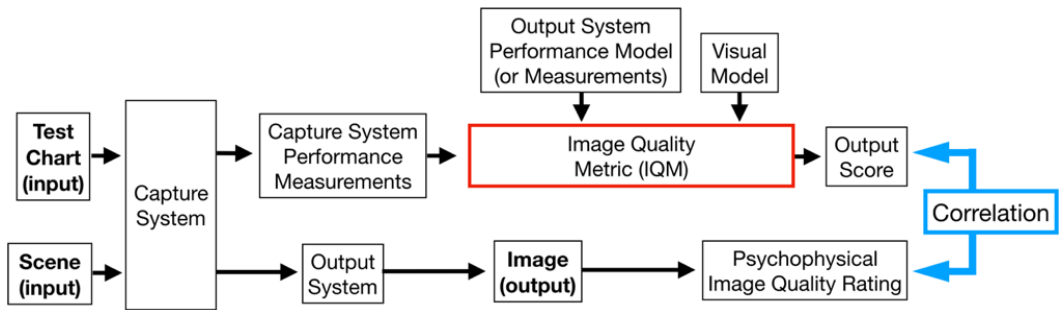 Output System
Performance Model
(or Measurements)
Visual
Model
Test
Chart
(input)
Capture
System
Capture System
Performance
Measurements
Image Quality
Metric (IQM)
Output
Score
Correlation
Scene
(input)
Output
System
Image
(output)
Psychophysical
Image Quality Rating